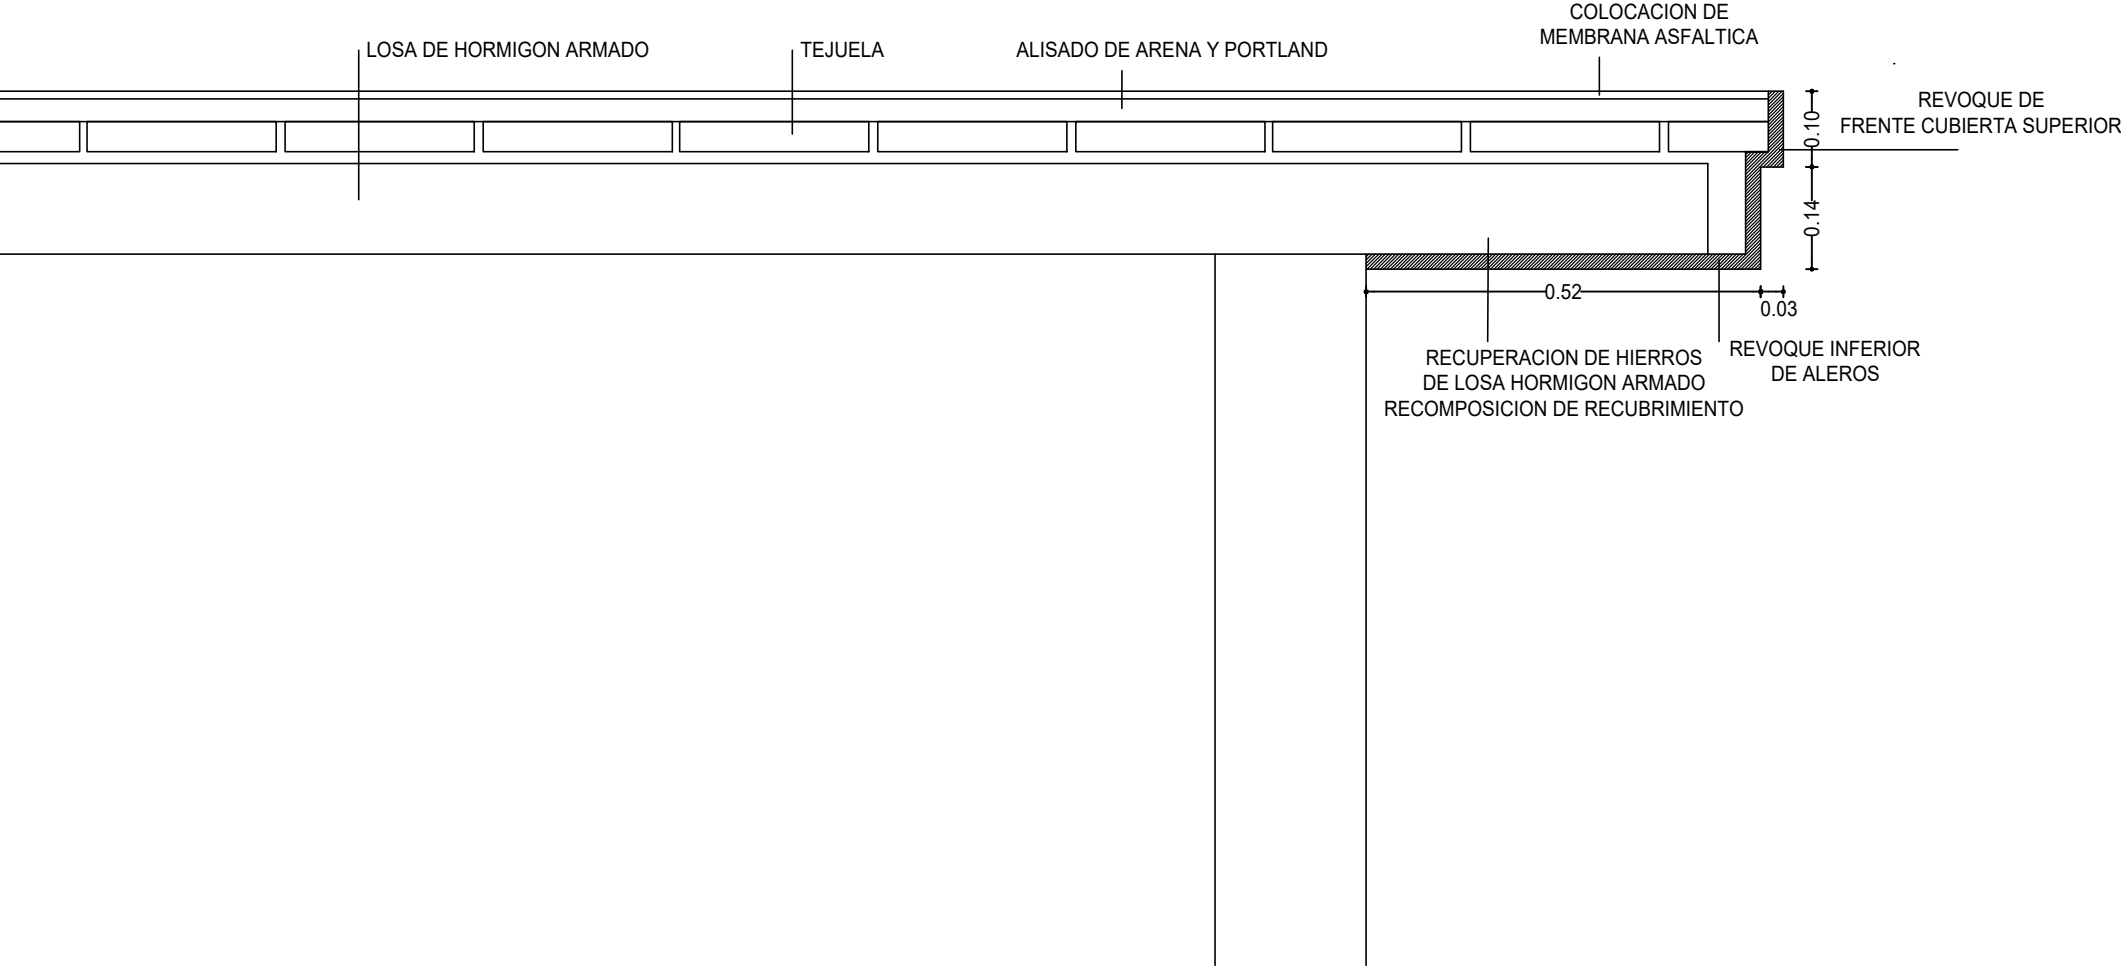 COLOCACION DE
MEMBRANA ASFALTICA
LOSA DE HORMIGON ARMADO
TEJUELA
ALISADO DE ARENA Y PORTLAND
REVOQUE DE
FRENTE CUBIERTA SUPERIOR
0.10
0.14
0.52
0.03
RECUPERACION DE HIERROS
DE LOSA HORMIGON ARMADO
RECOMPOSICION DE RECUBRIMIENTO
REVOQUE INFERIOR
DE ALEROS